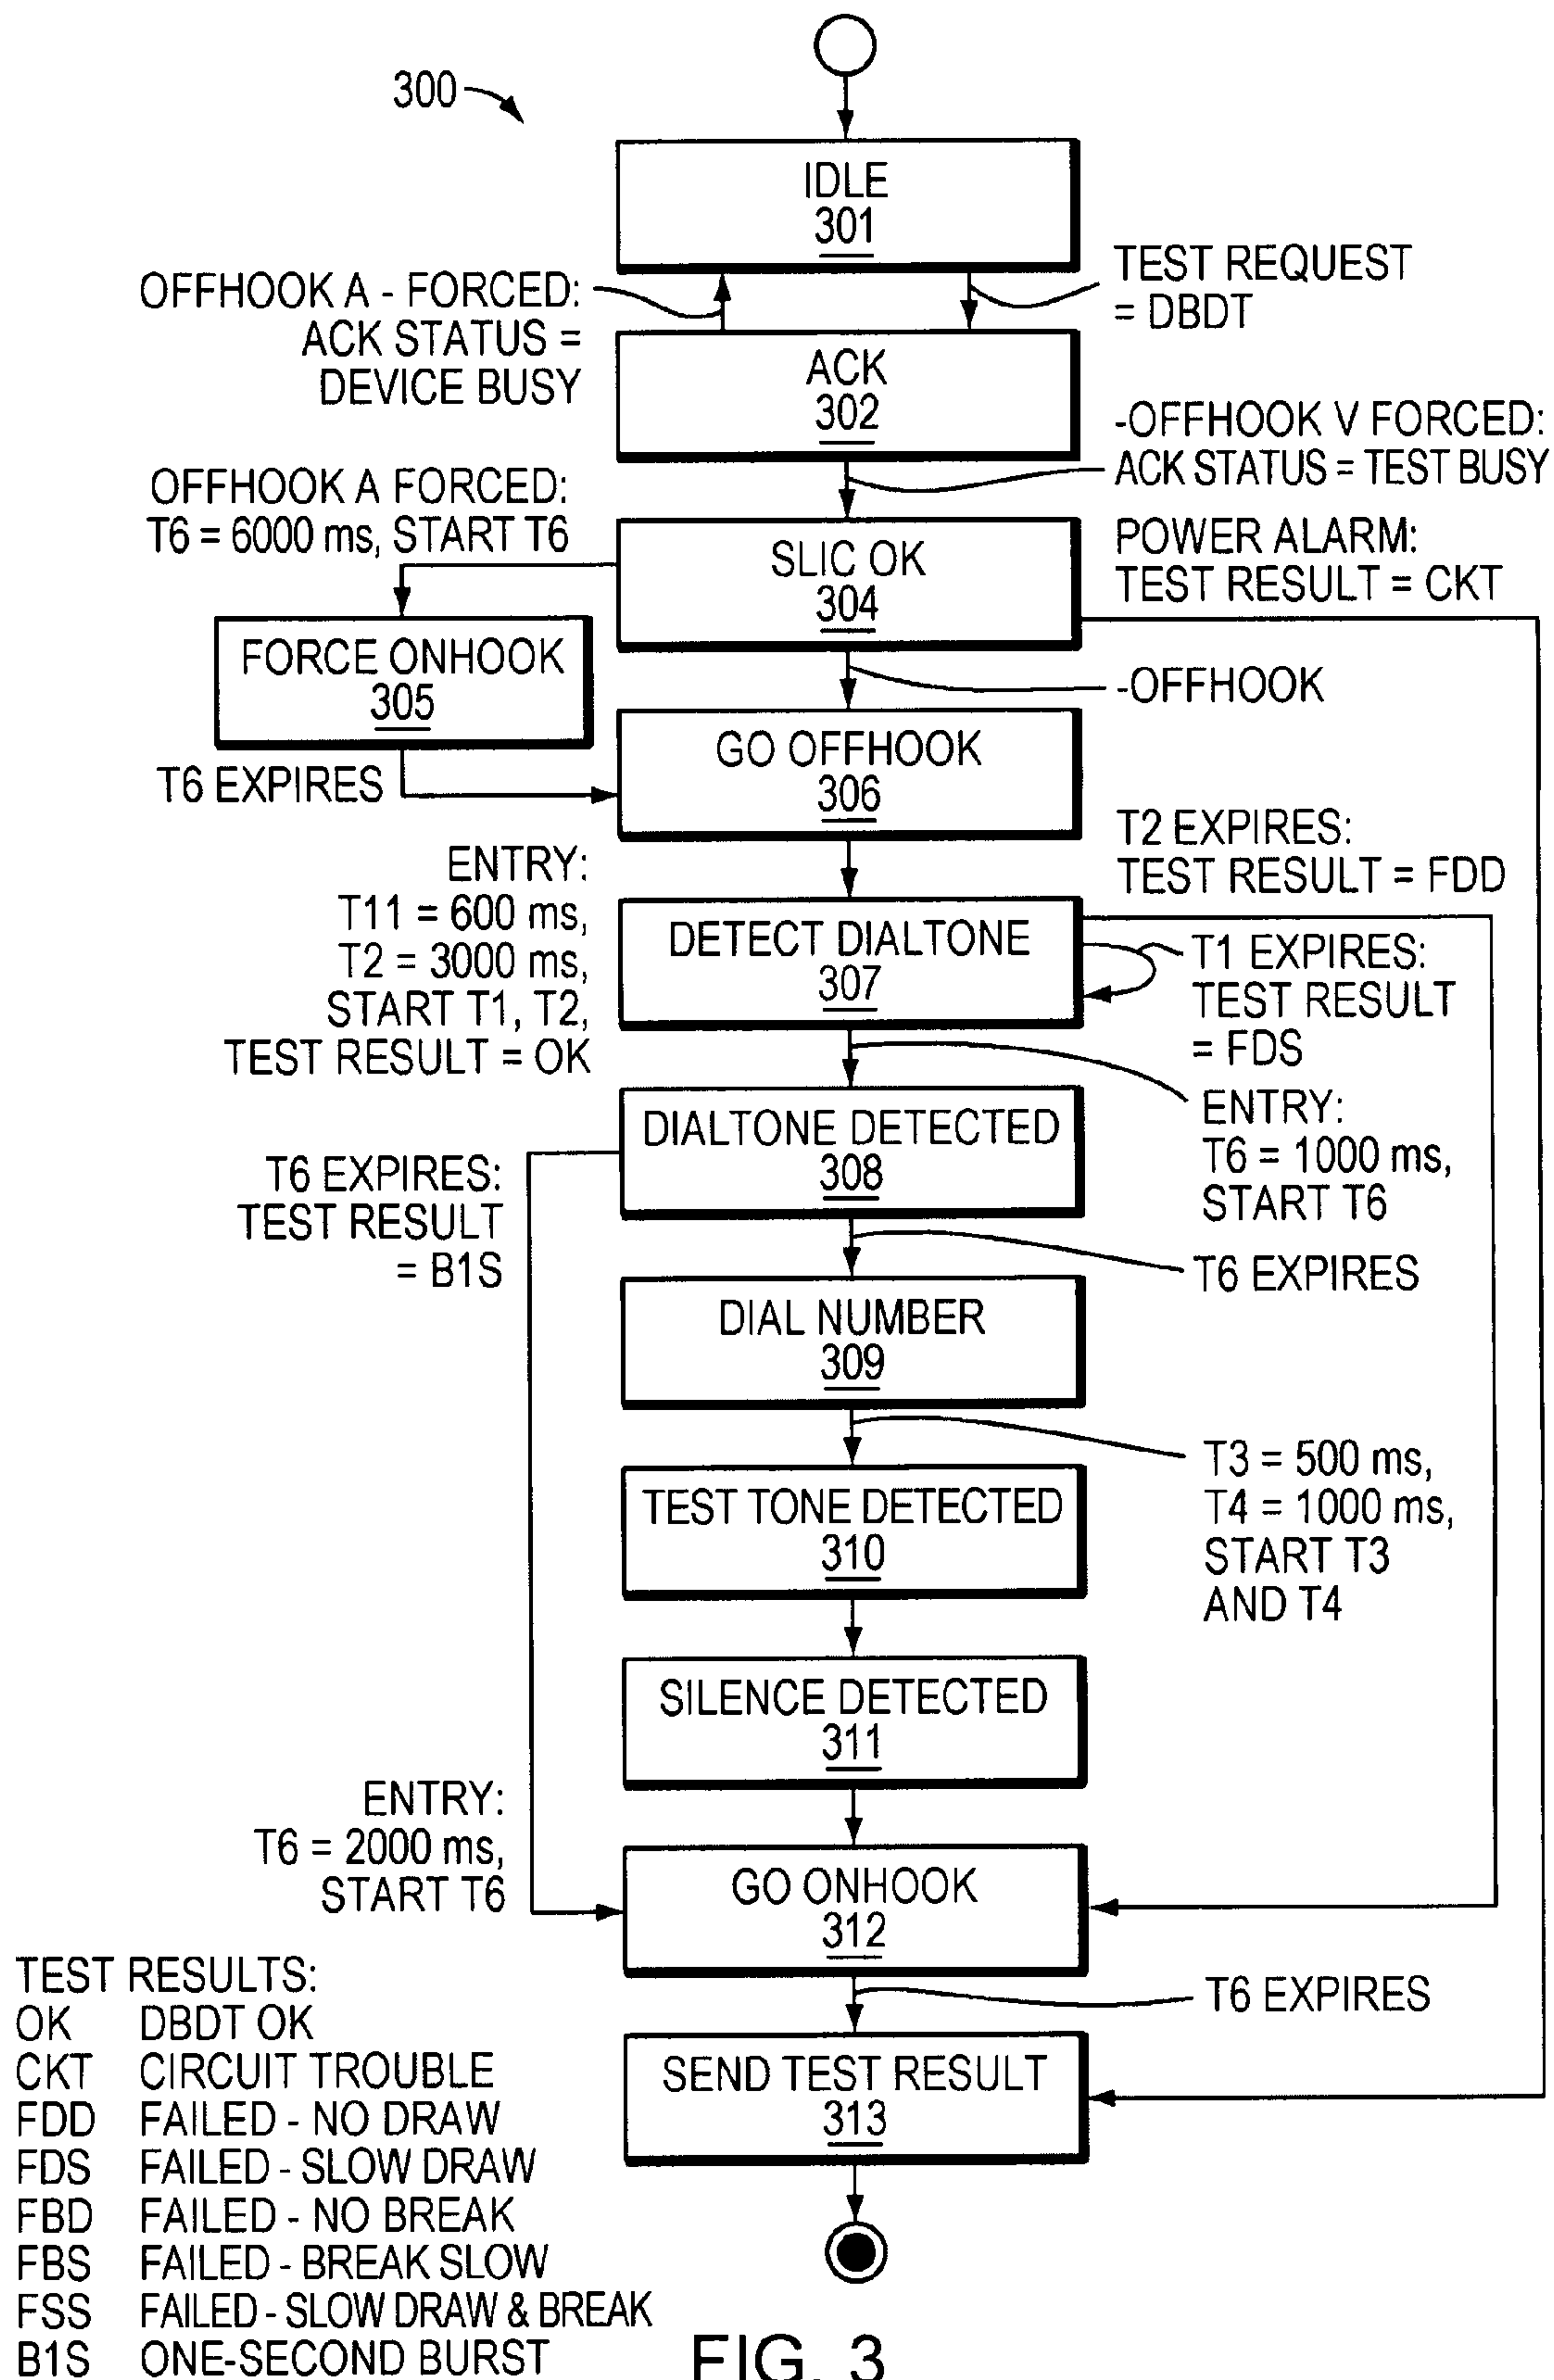 300
IDLE
301
OFFHOOK A - FORCED:
ACK STATUS =
DEVICE BUSY
TEST REQUEST
= DBDT
ACK
302
-OFFHOOK V FORCED:
ACK STATUS = TEST BUSY
OFFHOOK A FORCED:
T6 = 6000 ms, START T6
SLIC OK
304
POWER ALARM:
TEST RESULT = CKT
FORCE ONHOOK
305
-OFFHOOK
T6 EXPIRES
GO OFFHOOK
306
T2 EXPIRES:
TEST RESULT = FDD
ENTRY:
T11 = 600 ms,
T2 = 3000 ms,
START T1, T2,
TEST RESULT = OK
DETECT DIALTONE
307
T1 EXPIRES:
TEST RESULT
= FDS
ENTRY:
T6 = 1000 ms,
START T6
DIALTONE DETECTED
308
T6 EXPIRES:
TEST RESULT
= B1S
T6 EXPIRES
DIAL NUMBER
309
T3 = 500 ms,
T4 = 1000 ms,
START T3
AND T4
TEST TONE DETECTED
310
SILENCE DETECTED
311
ENTRY:
T6 = 2000 ms,
START T6
GO ONHOOK
312
T6 EXPIRES
SEND TEST RESULT
313
TEST RESULTS:
OK DBDT OK
CKT CIRCUIT TROUBLE
FDD FAILED - NO DRAW
FDS FAILED - SLOW DRAW
FBD FAILED - NO BREAK
FBS FAILED - BREAK SLOW
FSS FAILED - SLOW DRAW & BREAK
B1S ONE-SECOND BURST
FIG. 3